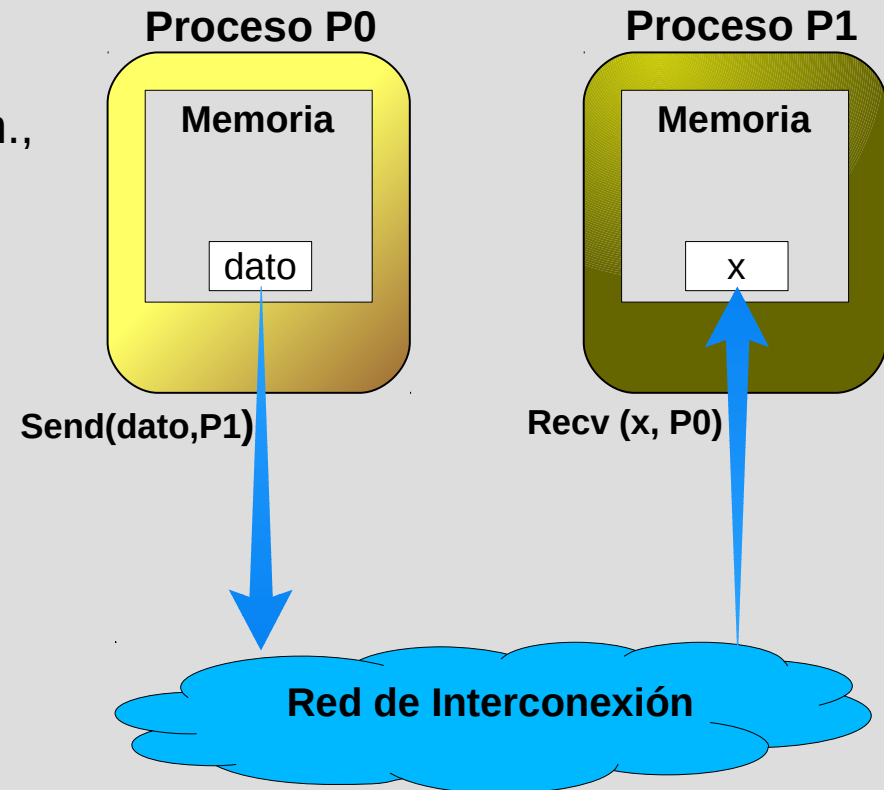 Proceso P0
Proceso P1
n.,
Memoria
Memoria
dato
x
Send(dato,P1)
Recv (x, P0)
Red de Interconexión